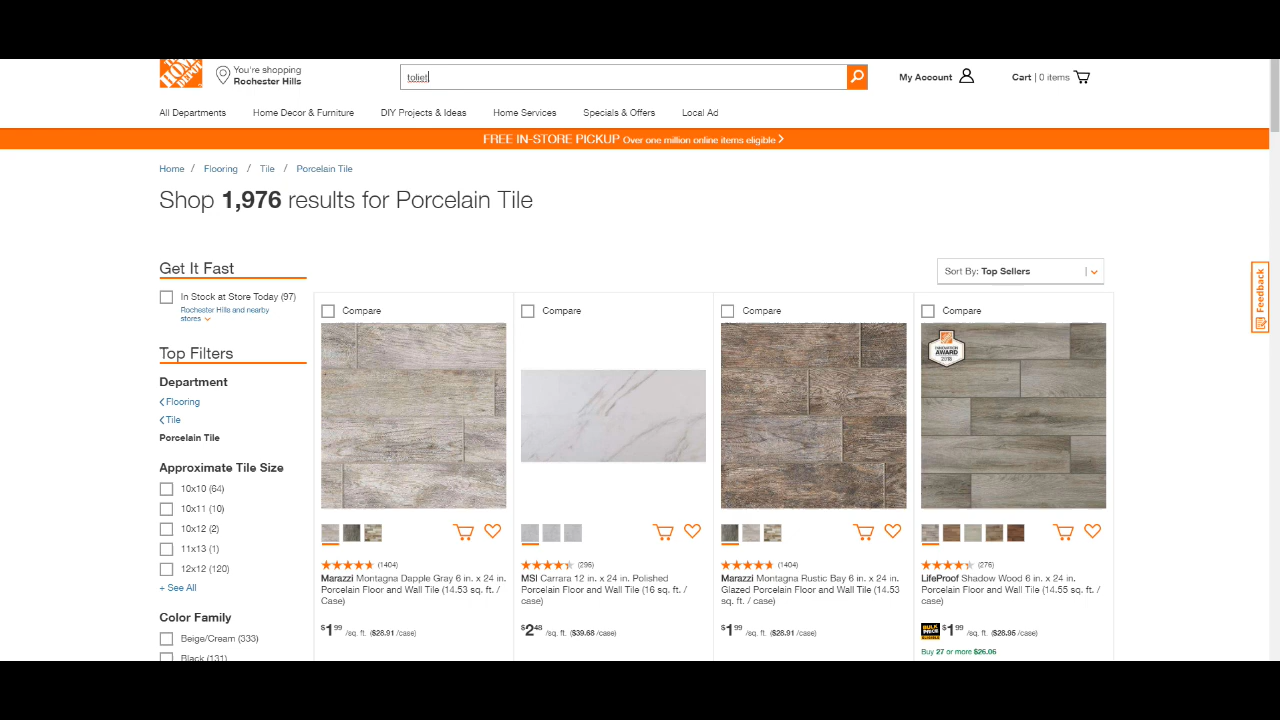 THE HOME DEPOT
You're shopping
Rochester Hills
toliet
My Account
Cart | 0 items
All Departments
Home Decor & Furniture
DIY Projects & Ideas
Home Services
Specials & Offers
Local Ad
FREE IN-STORE PICKUP Over one million online items eligible
Home / Flooring / Tile / Porcelain Tile
Shop 1,976 results for Porcelain Tile
Get It Fast
In Stock at Store Today (97)
Rochester Hills and nearby
stores
Top Filters
Department
Flooring
Tile
Porcelain Tile
Approximate Tile Size
10x10 (64)
10x11 (10)
10x12 (2)
11x13 (1)
12x12 (120)
+ See All
Color Family
Beige/Cream (333)
Black (131)
Sort By: Top Sellers
Feedback
Compare
(1404)
Marazzi Montagna Dapple Gray 6 in. x 24 in.
Porcelain Floor and Wall Tile (14.53 sq. ft. /
Case)
$1 99 /sq. ft. ($28.91 /case)
Compare
(296)
MSI Carrara 12 in. x 24 in. Polished
Porcelain Floor and Wall Tile (16 sq. ft. /
case)
$2 48 /sq. ft. ($39.68 /case)
Compare
(1404)
Marazzi Montagna Rustic Bay 6 in. x 24 in.
Glazed Porcelain Floor and Wall Tile (14.53
sq. ft. / case)
$1 99 /sq. ft. ($28.91 /case)
Compare
AWARD
2018
(276)
LifeProof Shadow Wood 6 in. x 24 in.
Porcelain Floor and Wall Tile (14.55 sq. ft. /
case)
BULK
PRICE
$1 99 /sq. ft. ($28.95 /case)
Buy 27 or more $26.06